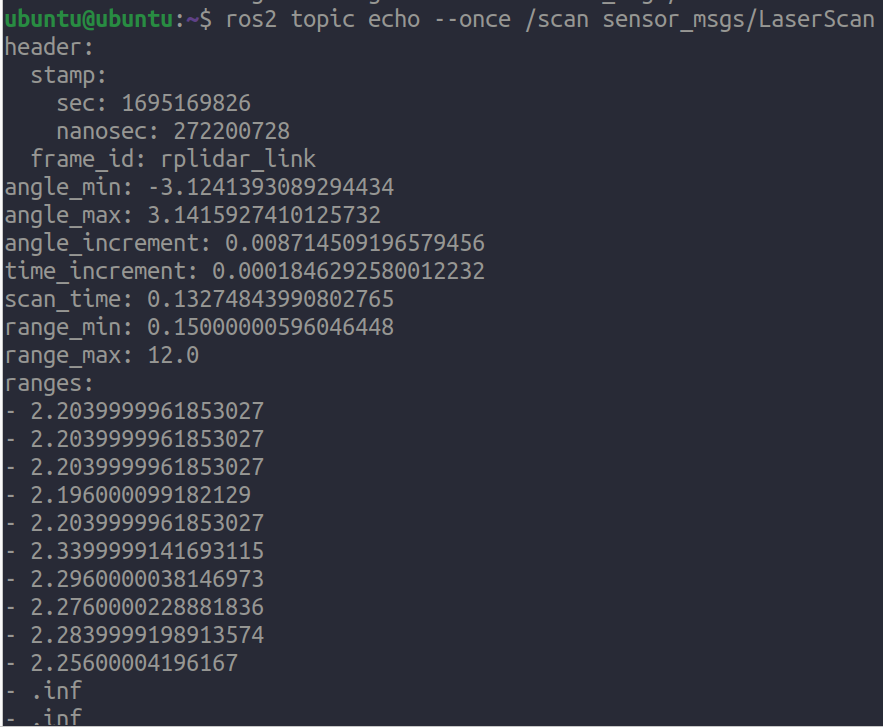 ubuntu@ubuntu:~$ ros2 topic echo --once /scan sensor_msgs/LaserScan
header:
  stamp:
    sec: 1695169826
    nanosec: 272200728
  frame_id: rplidar_link
angle_min: -3.1241393089294434
angle_max: 3.1415927410125732
angle_increment: 0.008714509196579456
time_increment: 0.0001846292580012232
scan_time: 0.13274843990802765
range_min: 0.15000000596046448
range_max: 12.0
ranges:
- 2.2039999961853027
- 2.2039999961853027
- 2.2039999961853027
- 2.196000099182129
- 2.2039999961853027
- 2.3399999141693115
- 2.2960000038146973
- 2.2760000228881836
- 2.2839999198913574
- 2.25600004196167
- .inf
- .inf